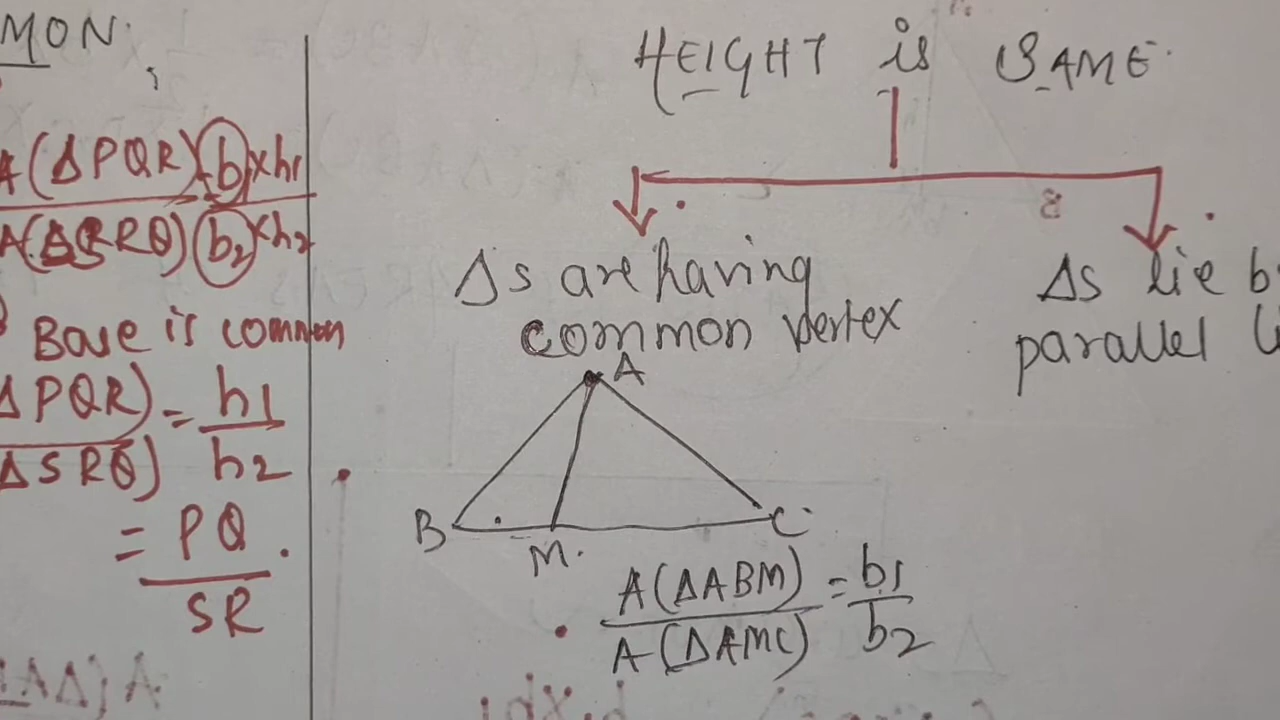 MON.
A(ΔPQR) b1×h1
A(ΔSRQ) b2×h2
Base is common
ΔPQR) = h1
ΔSRQ) h2
= PQ
SR
HEIGHT is SAME.
Δs are having
common vertex
A
B
M.
C
A(ΔABM) = b1
A(ΔAMC) b2
Δs lie b
parallel